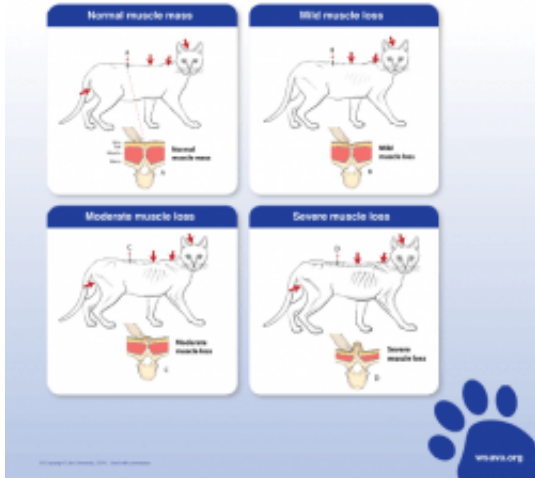 Normal muscle mass
Mild muscle loss
A
B
Normal
muscle mass
A
Mild
muscle loss
B
Moderate muscle loss
Severe muscle loss
C
D
Moderate
muscle loss
C
Severe
muscle loss
D
wsava.org